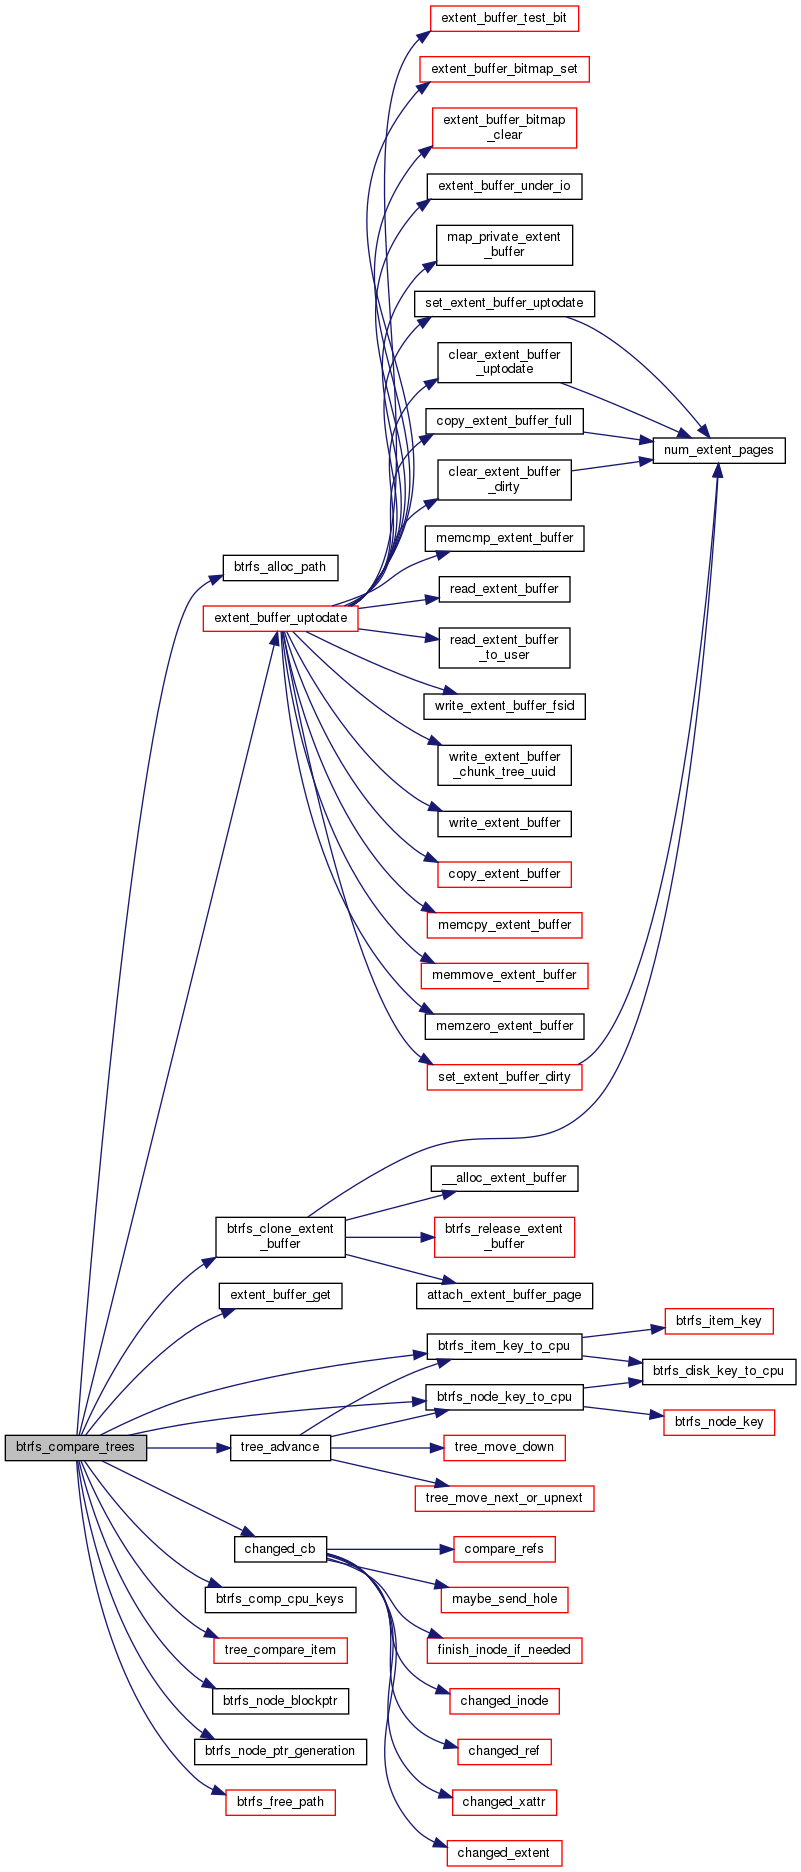 extent_buffer_test_bit
extent_buffer_bitmap_set
extent_buffer_bitmap
_clear
extent_buffer_under_io
map_private_extent
_buffer
set_extent_buffer_uptodate
clear_extent_buffer
_uptodate
copy_extent_buffer_full
num_extent_pages
clear_extent_buffer
_dirty
memcmp_extent_buffer
btrfs_alloc_path
read_extent_buffer
extent_buffer_uptodate
read_extent_buffer
_to_user
write_extent_buffer_fsid
write_extent_buffer
_chunk_tree_uuid
write_extent_buffer
copy_extent_buffer
memcpy_extent_buffer
memmove_extent_buffer
memzero_extent_buffer
set_extent_buffer_dirty
__alloc_extent_buffer
btrfs_clone_extent
_buffer
btrfs_release_extent
_buffer
extent_buffer_get
attach_extent_buffer_page
btrfs_item_key
btrfs_item_key_to_cpu
btrfs_disk_key_to_cpu
btrfs_node_key_to_cpu
btrfs_node_key
btrfs_compare_trees
tree_advance
tree_move_down
tree_move_next_or_upnext
changed_cb
compare_refs
btrfs_comp_cpu_keys
maybe_send_hole
tree_compare_item
finish_inode_if_needed
btrfs_node_blockptr
changed_inode
btrfs_node_ptr_generation
changed_ref
btrfs_free_path
changed_xattr
changed_extent